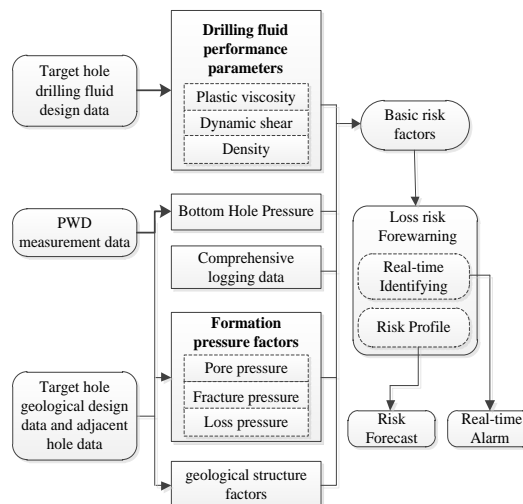 Target hole
drilling fluid
design data
Drilling fluid
performance
parameters
Plastic viscosity
Dynamic shear
Density
Basic risk
factors
PWD
measurement data
Bottom Hole Pressure
Comprehensive
logging data
Loss risk
Forewarning
Real-time
Identifying
Risk Profile
Target hole
geological design
data and adjacent
hole data
Formation
pressure factors
Pore pressure
Fracture pressure
Loss pressure
geological structure
factors
Risk
Forecast
Real-time
Alarm